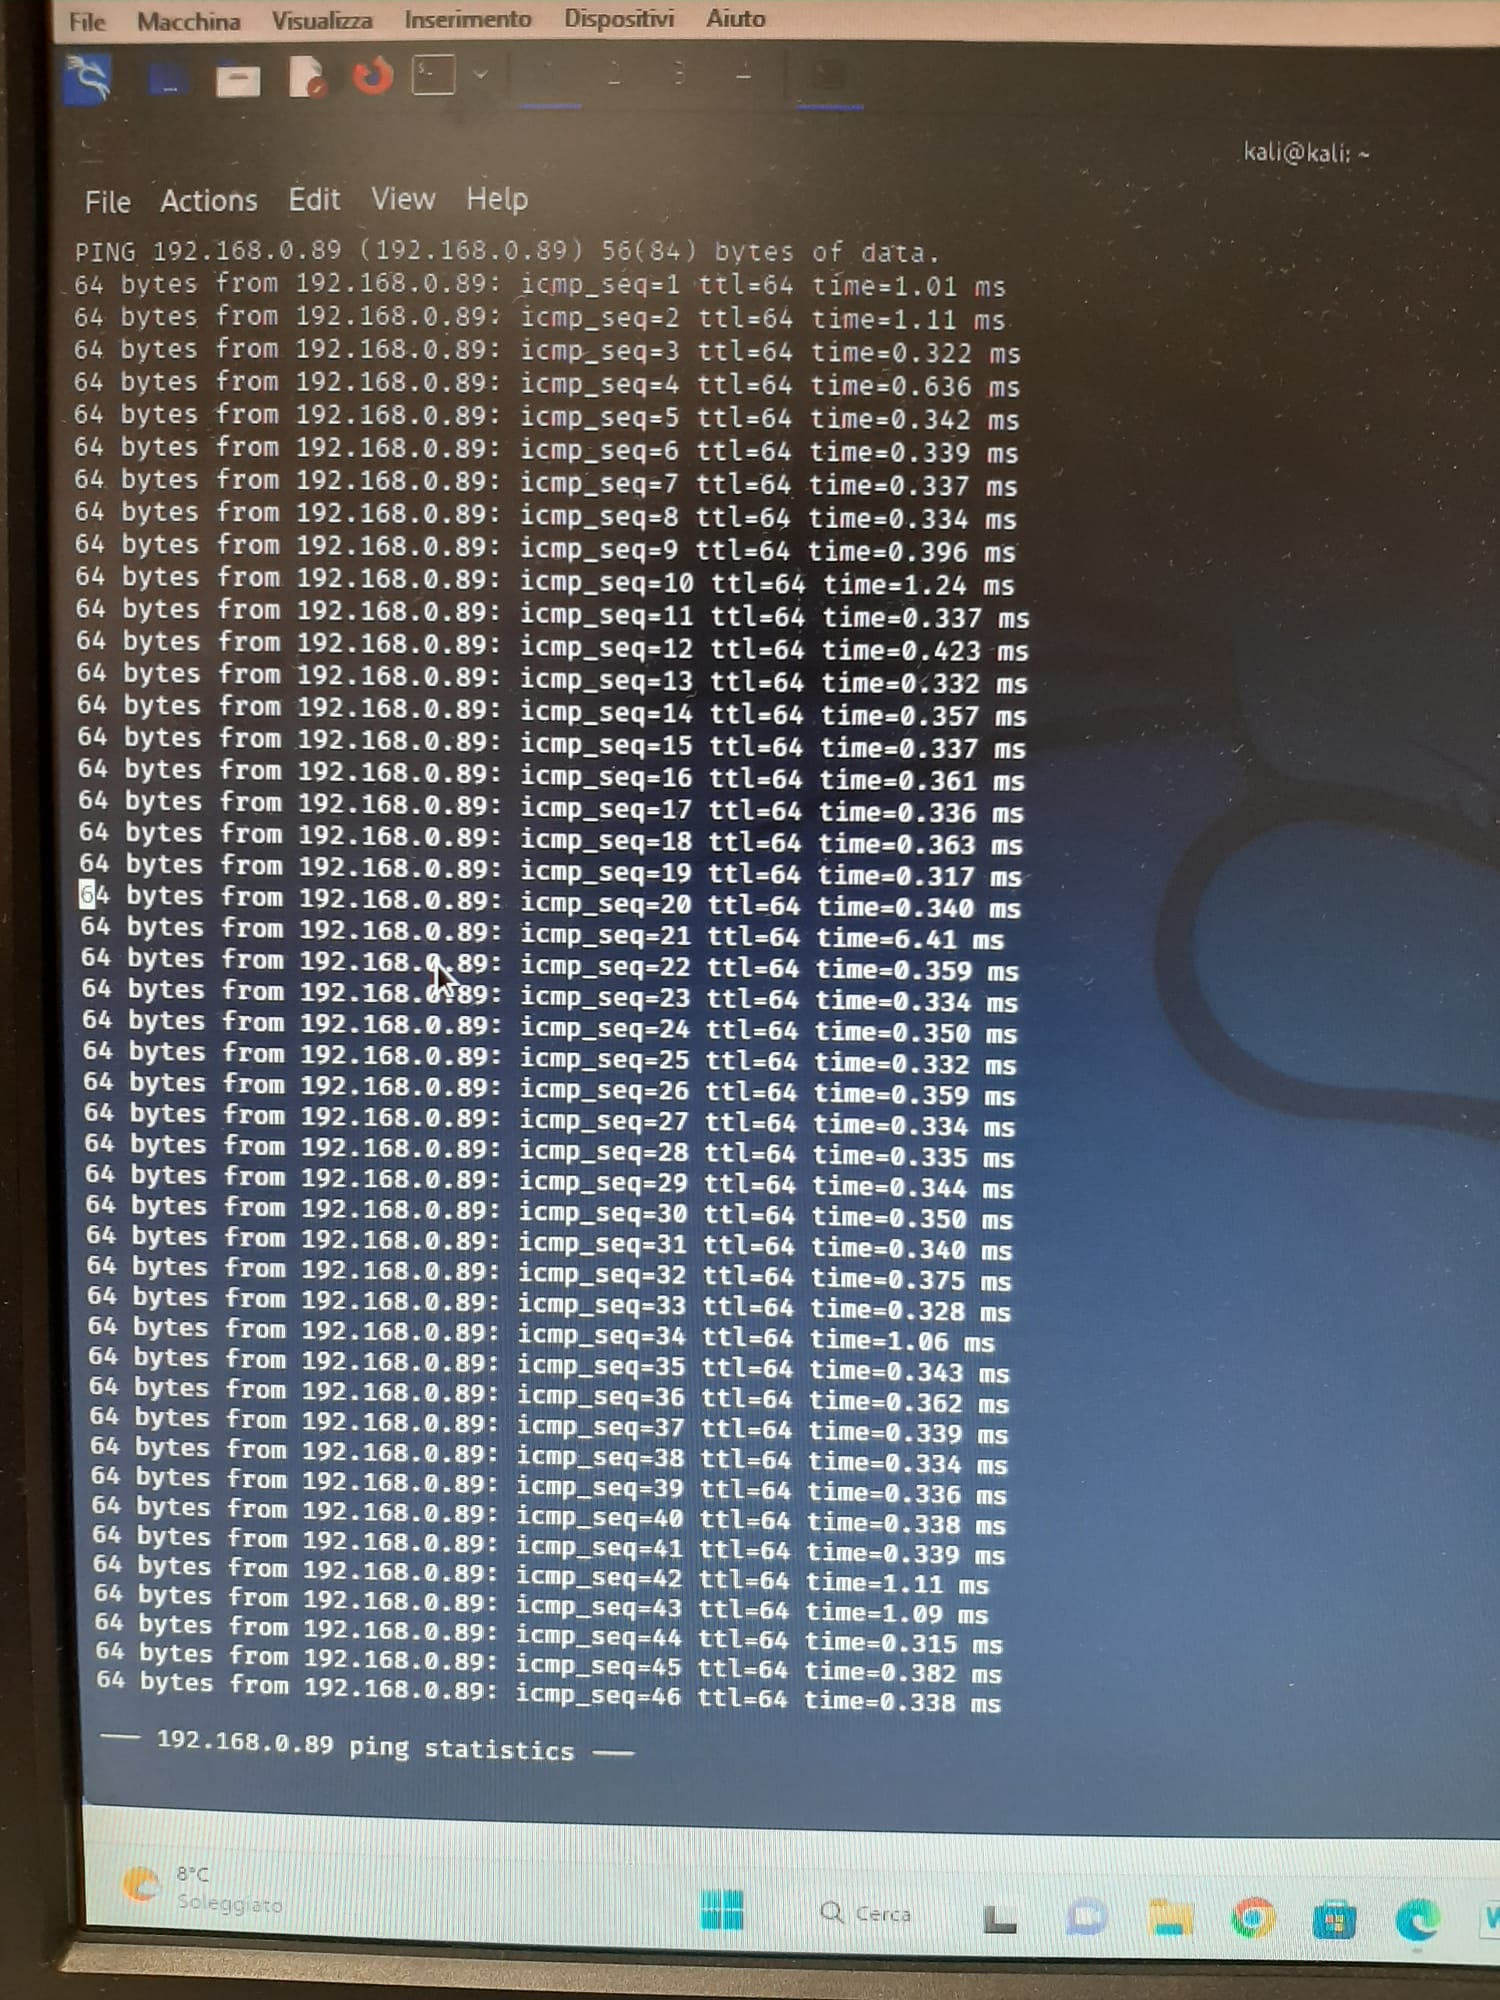 File Macchina Visualizza Inserimento Dispositivi Aiuto
kali@kali: ~
File Actions Edit View Help
PING 192.168.0.89 (192.168.0.89) 56(84) bytes of data.
64 bytes from 192.168.0.89: icmp_seq=1 ttl=64 time=1.01 ms
64 bytes from 192.168.0.89: icmp_seq=2 ttl=64 time=1.11 ms
64 bytes from 192.168.0.89: icmp_seq=3 ttl=64 time=0.322 ms
64 bytes from 192.168.0.89: icmp_seq=4 ttl=64 time=0.636 ms
64 bytes from 192.168.0.89: icmp_seq=5 ttl=64 time=0.342 ms
64 bytes from 192.168.0.89: icmp_seq=6 ttl=64 time=0.339 ms
64 bytes from 192.168.0.89: icmp_seq=7 ttl=64 time=0.337 ms
64 bytes from 192.168.0.89: icmp_seq=8 ttl=64 time=0.334 ms
64 bytes from 192.168.0.89: icmp_seq=9 ttl=64 time=0.396 ms
64 bytes from 192.168.0.89: icmp_seq=10 ttl=64 time=1.24 ms
64 bytes from 192.168.0.89: icmp_seq=11 ttl=64 time=0.337 ms
64 bytes from 192.168.0.89: icmp_seq=12 ttl=64 time=0.423 ms
64 bytes from 192.168.0.89: icmp_seq=13 ttl=64 time=0.332 ms
64 bytes from 192.168.0.89: icmp_seq=14 ttl=64 time=0.357 ms
64 bytes from 192.168.0.89: icmp_seq=15 ttl=64 time=0.337 ms
64 bytes from 192.168.0.89: icmp_seq=16 ttl=64 time=0.361 ms
64 bytes from 192.168.0.89: icmp_seq=17 ttl=64 time=0.336 ms
64 bytes from 192.168.0.89: icmp_seq=18 ttl=64 time=0.363 ms
64 bytes from 192.168.0.89: icmp_seq=19 ttl=64 time=0.317 ms
64 bytes from 192.168.0.89: icmp_seq=20 ttl=64 time=0.340 ms
64 bytes from 192.168.0.89: icmp_seq=21 ttl=64 time=6.41 ms
64 bytes from 192.168.0.89: icmp_seq=22 ttl=64 time=0.359 ms
64 bytes from 192.168.0.89: icmp_seq=23 ttl=64 time=0.334 ms
64 bytes from 192.168.0.89: icmp_seq=24 ttl=64 time=0.350 ms
64 bytes from 192.168.0.89: icmp_seq=25 ttl=64 time=0.332 ms
64 bytes from 192.168.0.89: icmp_seq=26 ttl=64 time=0.359 ms
64 bytes from 192.168.0.89: icmp_seq=27 ttl=64 time=0.334 ms
64 bytes from 192.168.0.89: icmp_seq=28 ttl=64 time=0.335 ms
64 bytes from 192.168.0.89: icmp_seq=29 ttl=64 time=0.344 ms
64 bytes from 192.168.0.89: icmp_seq=30 ttl=64 time=0.350 ms
64 bytes from 192.168.0.89: icmp_seq=31 ttl=64 time=0.340 ms
64 bytes from 192.168.0.89: icmp_seq=32 ttl=64 time=0.375 ms
64 bytes from 192.168.0.89: icmp_seq=33 ttl=64 time=0.328 ms
64 bytes from 192.168.0.89: icmp_seq=34 ttl=64 time=1.06 ms
64 bytes from 192.168.0.89: icmp_seq=35 ttl=64 time=0.343 ms
64 bytes from 192.168.0.89: icmp_seq=36 ttl=64 time=0.362 ms
64 bytes from 192.168.0.89: icmp_seq=37 ttl=64 time=0.339 ms
64 bytes from 192.168.0.89: icmp_seq=38 ttl=64 time=0.334 ms
64 bytes from 192.168.0.89: icmp_seq=39 ttl=64 time=0.336 ms
64 bytes from 192.168.0.89: icmp_seq=40 ttl=64 time=0.338 ms
64 bytes from 192.168.0.89: icmp_seq=41 ttl=64 time=0.339 ms
64 bytes from 192.168.0.89: icmp_seq=42 ttl=64 time=1.11 ms
64 bytes from 192.168.0.89: icmp_seq=43 ttl=64 time=1.09 ms
64 bytes from 192.168.0.89: icmp_seq=44 ttl=64 time=0.315 ms
64 bytes from 192.168.0.89: icmp_seq=45 ttl=64 time=0.382 ms
64 bytes from 192.168.0.89: icmp_seq=46 ttl=64 time=0.338 ms
--- 192.168.0.89 ping statistics ---
8°C
Soleggiato
Cerca